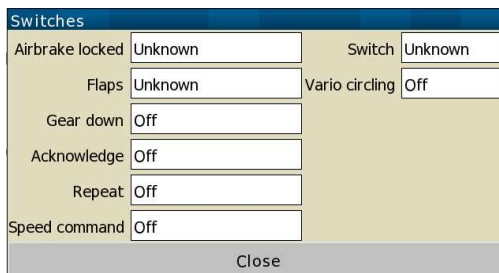 Switches
Airbrake locked Unknown Switch Unknown
Flaps Unknown Vario circling Off
Gear down Off
Acknowledge Off
Repeat Off
Speed command Off
Close